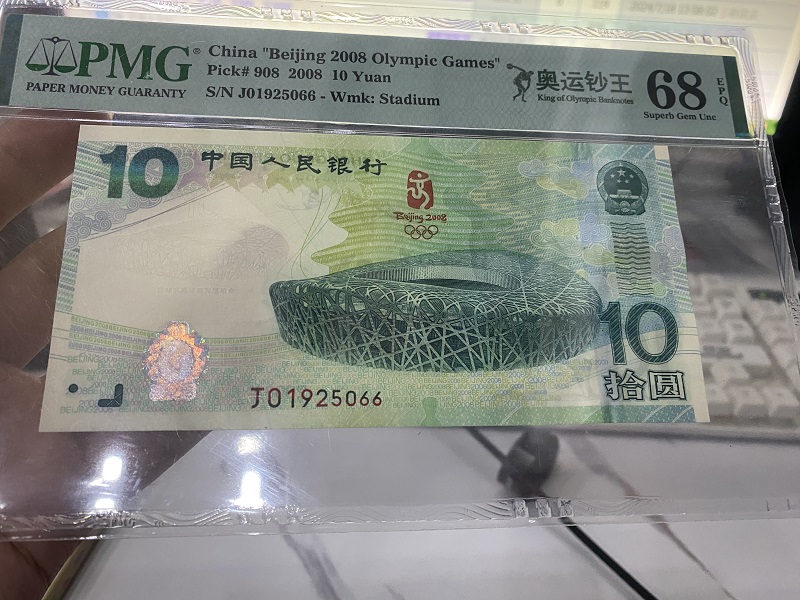 PMG®
PAPER MONEY GUARANTY
China "Beijing 2008 Olympic Games"
Pick# 908 2008 10 Yuan
S/N J01925066 - Wmk: Stadium
奥运钞王
King of Olympic Banknotes
68
EPQ
Superb Gem Unc
10
中国人民银行
Beijing 2008
10
拾圆
J01925066